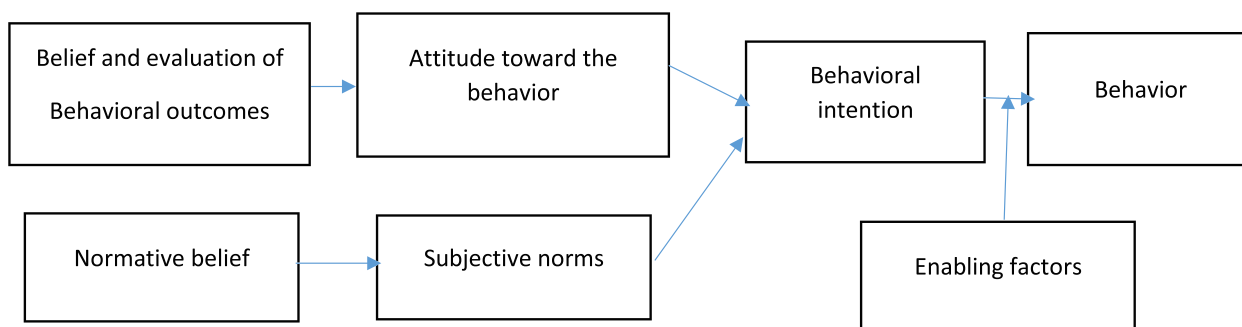 Belief and evaluation of
Behavioral outcomes
Attitude toward the
behavior
Behavioral
intention
Behavior
Normative belief
Subjective norms
Enabling factors